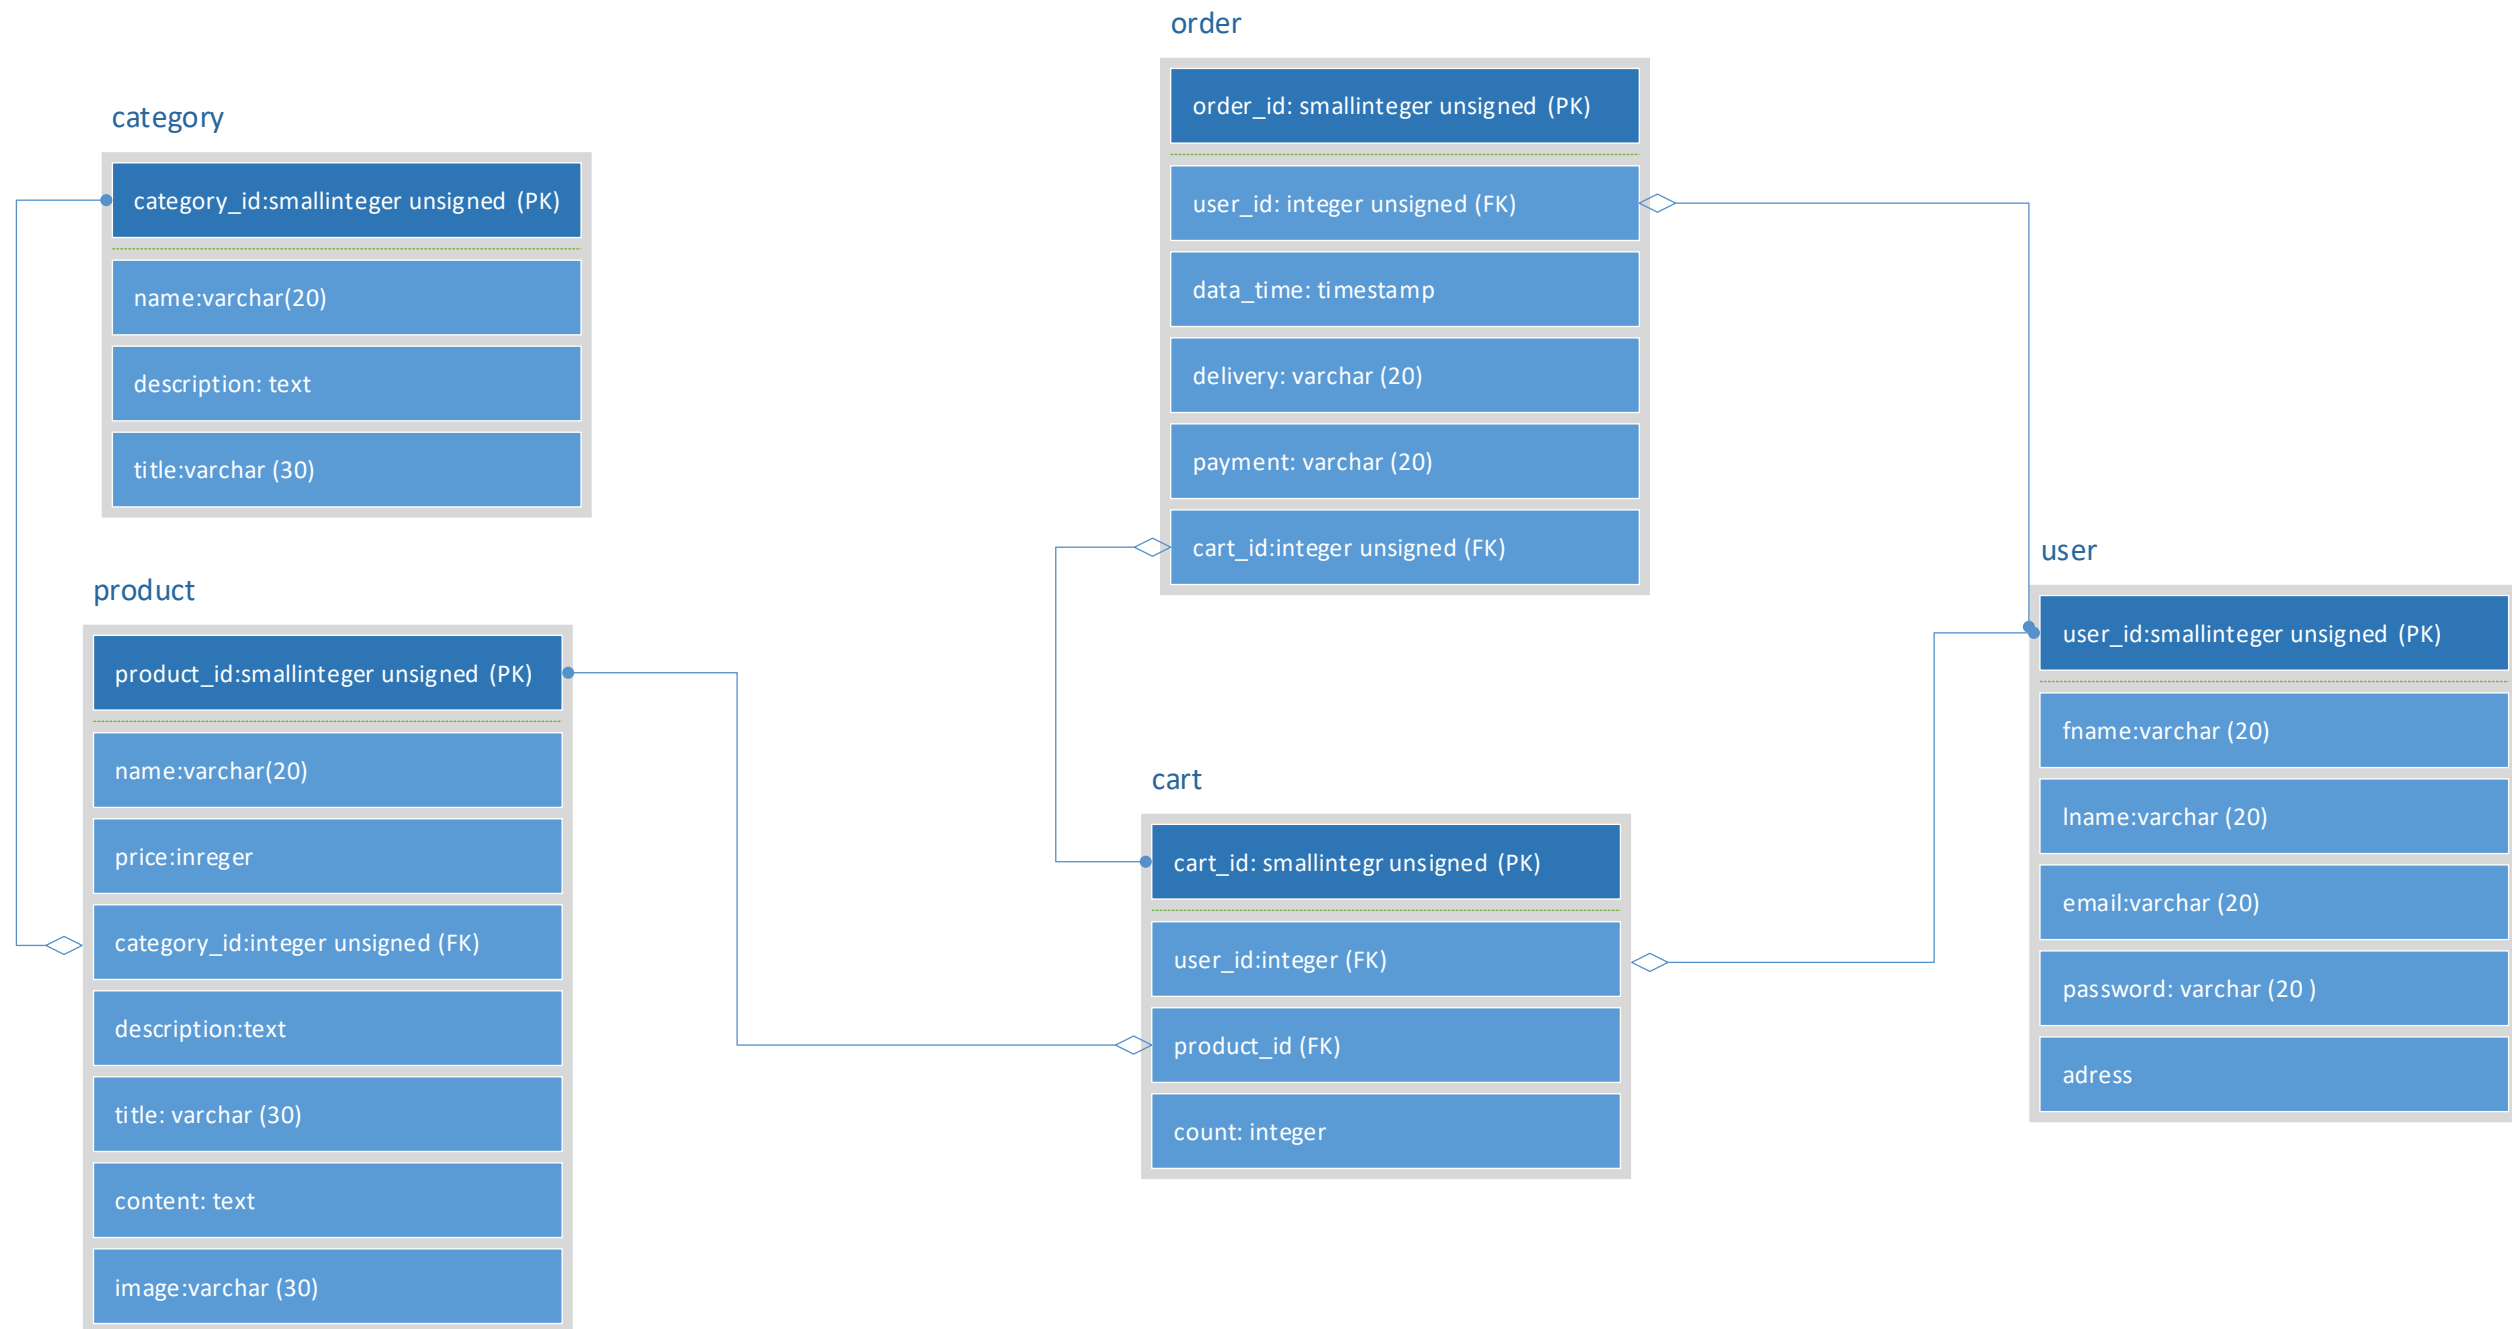 category
category_id:smallinteger unsigned (PK)
name:varchar(20)
description: text
title:varchar (30)
product
product_id:smallinteger unsigned (PK)
name:varchar(20)
price:inreger
category_id:integer unsigned (FK)
description:text
title: varchar (30)
content: text
image:varchar (30)
order
order_id: smallinteger unsigned (PK)
user_id: integer unsigned (FK)
data_time: timestamp
delivery: varchar (20)
payment: varchar (20)
cart_id:integer unsigned (FK)
cart
cart_id: smallintegr unsigned (PK)
user_id:integer (FK)
product_id (FK)
count: integer
user
user_id:smallinteger unsigned (PK)
fname:varchar (20)
lname:varchar (20)
email:varchar (20)
password: varchar (20 )
adress